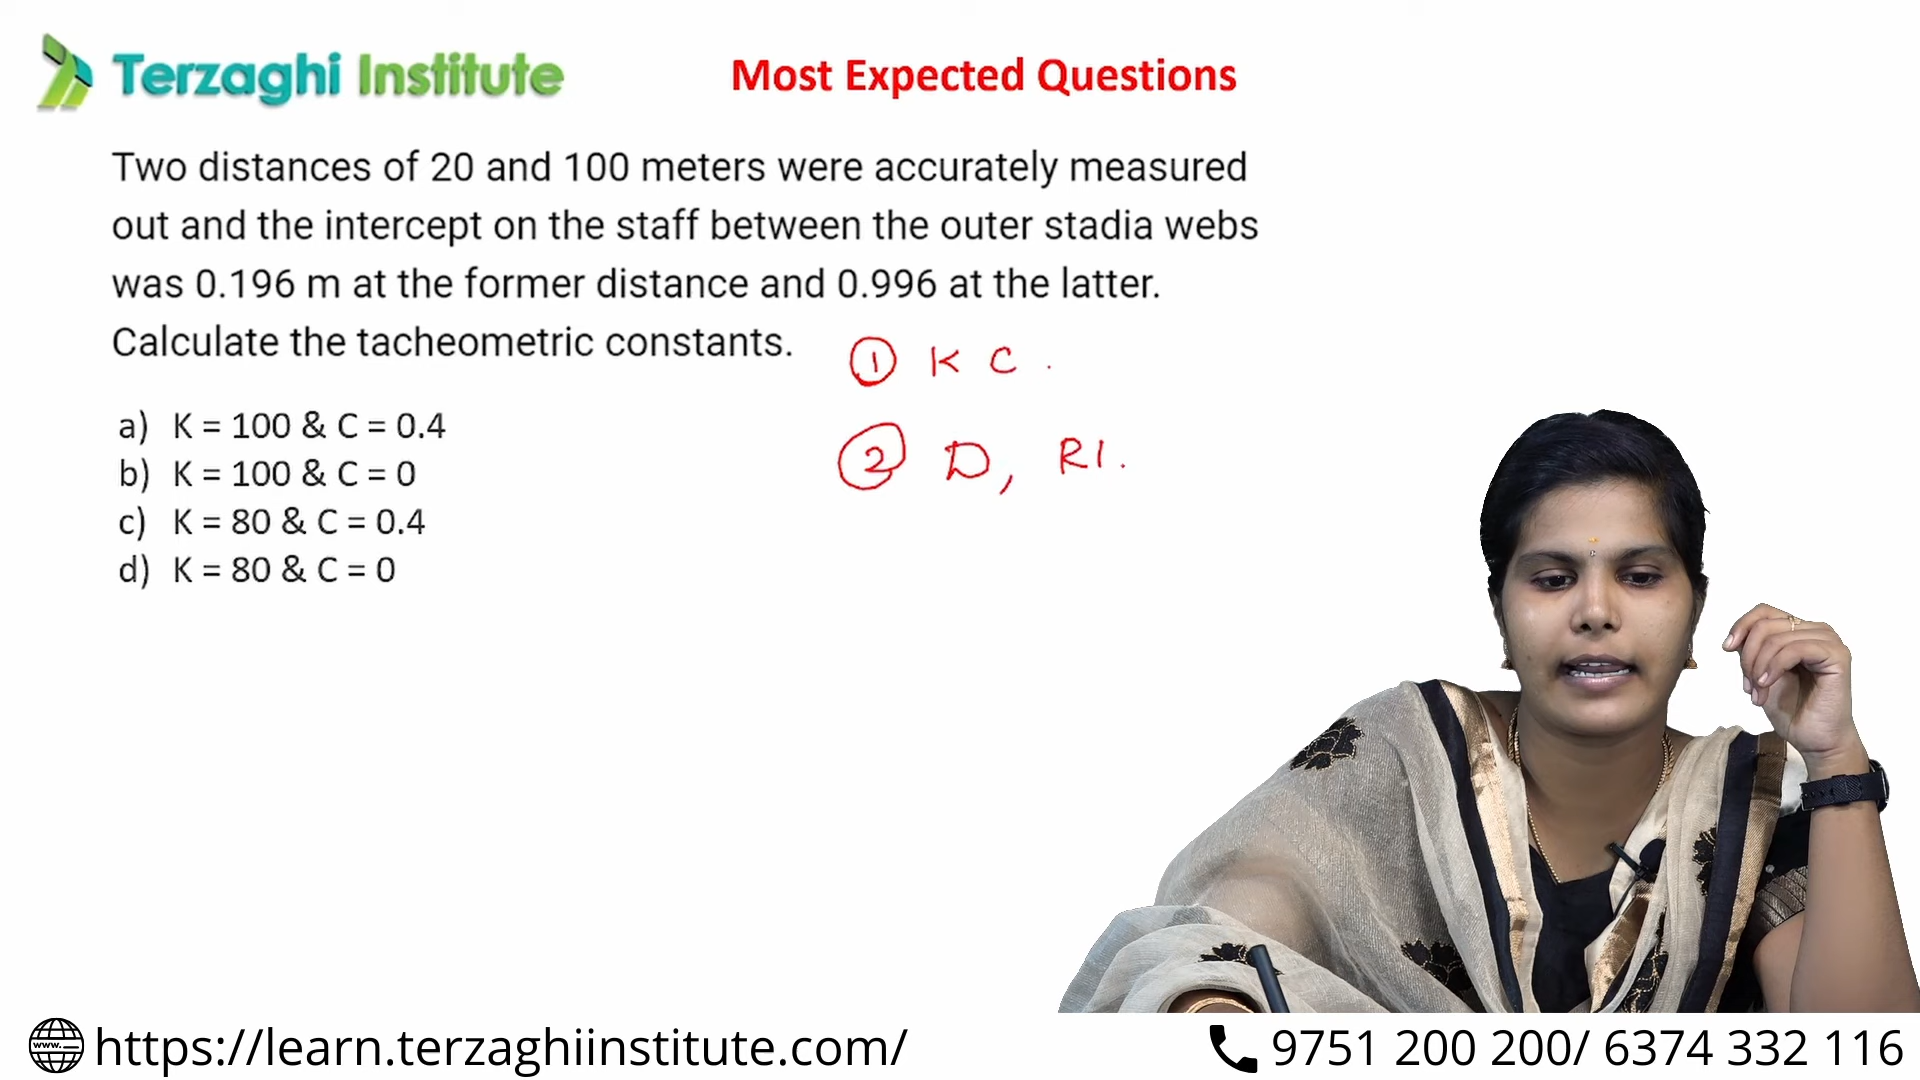 Terzaghi Institute
Most Expected Questions
Two distances of 20 and 100 meters were accurately measured
out and the intercept on the staff between the outer stadia webs
was 0.196 m at the former distance and 0.996 at the latter.
Calculate the tacheometric constants.
① K C .
② D, Rl.
a) K = 100 & C = 0.4
b) K = 100 & C = 0
c) K = 80 & C = 0.4
d) K = 80 & C = 0
www.
https://learn.terzaghiinstitute.com/
9751 200 200/ 6374 332 116